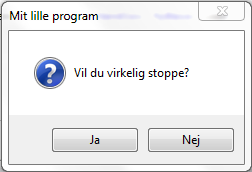 Mit lille program
Vil du virkelig stoppe?
Ja
Nej